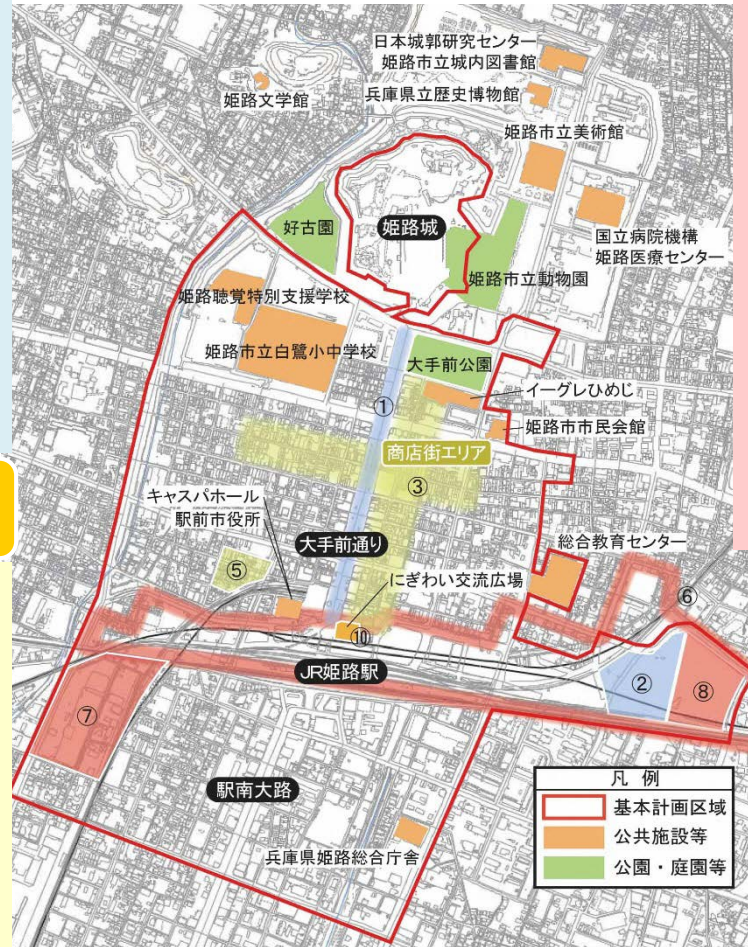 日本城郭研究センター
姫路市立城内図書館
兵庫県立歴史博物館
姫路文学館
姫路市立美術館
国立病院機構
姫路医療センター
好古園
姫路城
姫路市立動物園
姫路聴覚特別支援学校
姫路市立白鷺小中学校
大手前公園
イーグレひめじ
①
姫路市市民会館
商店街エリア
③
キャスパホール
駅前市役所
大手前通り
総合教育センター
⑤
にぎわい交流広場
⑥
⑩
JR姫路駅
②
⑧
⑦
駅南大路
兵庫県姫路総合庁舎
凡 例
基本計画区域
公共施設等
公園・庭園等